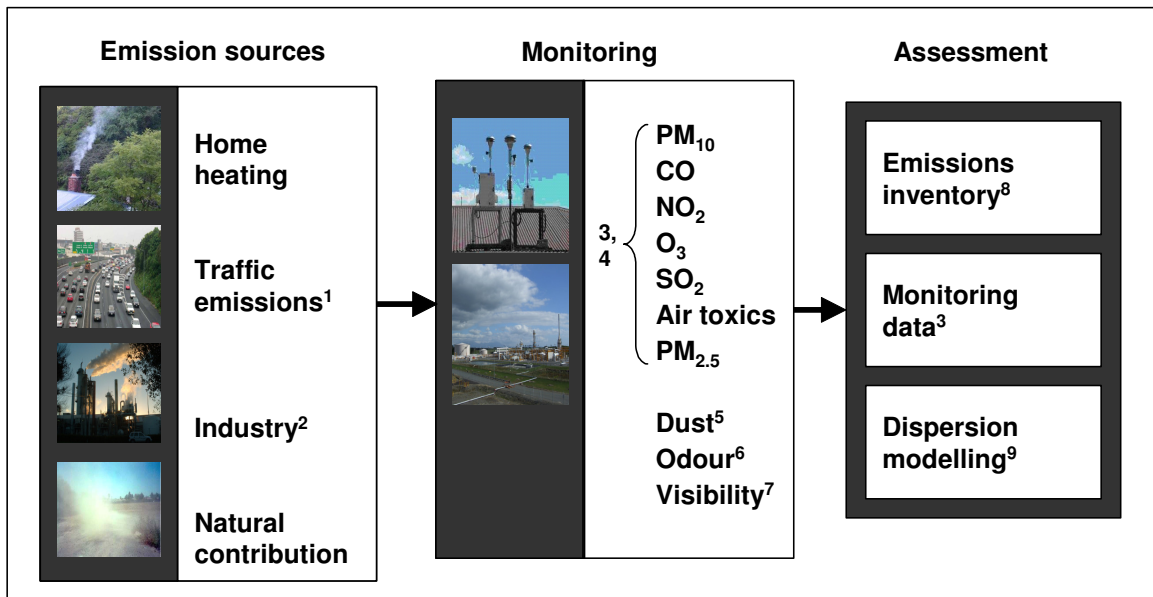 Emission sources
Home
heating
Traffic
emissions¹
Industry²
Natural
contribution
Monitoring
3,
4
PM₁₀
CO
NO₂
O₃
SO₂
Air toxics
PM₂.₅
Dust⁵
Odour⁶
Visibility⁷
Assessment
Emissions
inventory⁸
Monitoring
data³
Dispersion
modelling⁹